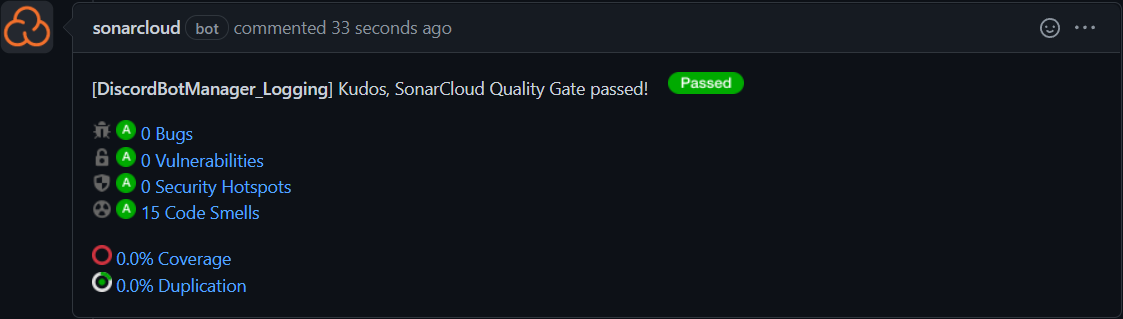 sonarcloud bot commented 33 seconds ago
[DiscordBotManager_Logging] Kudos, SonarCloud Quality Gate passed! Passed
A 0 Bugs
A 0 Vulnerabilities
A 0 Security Hotspots
A 15 Code Smells
0.0% Coverage
0.0% Duplication